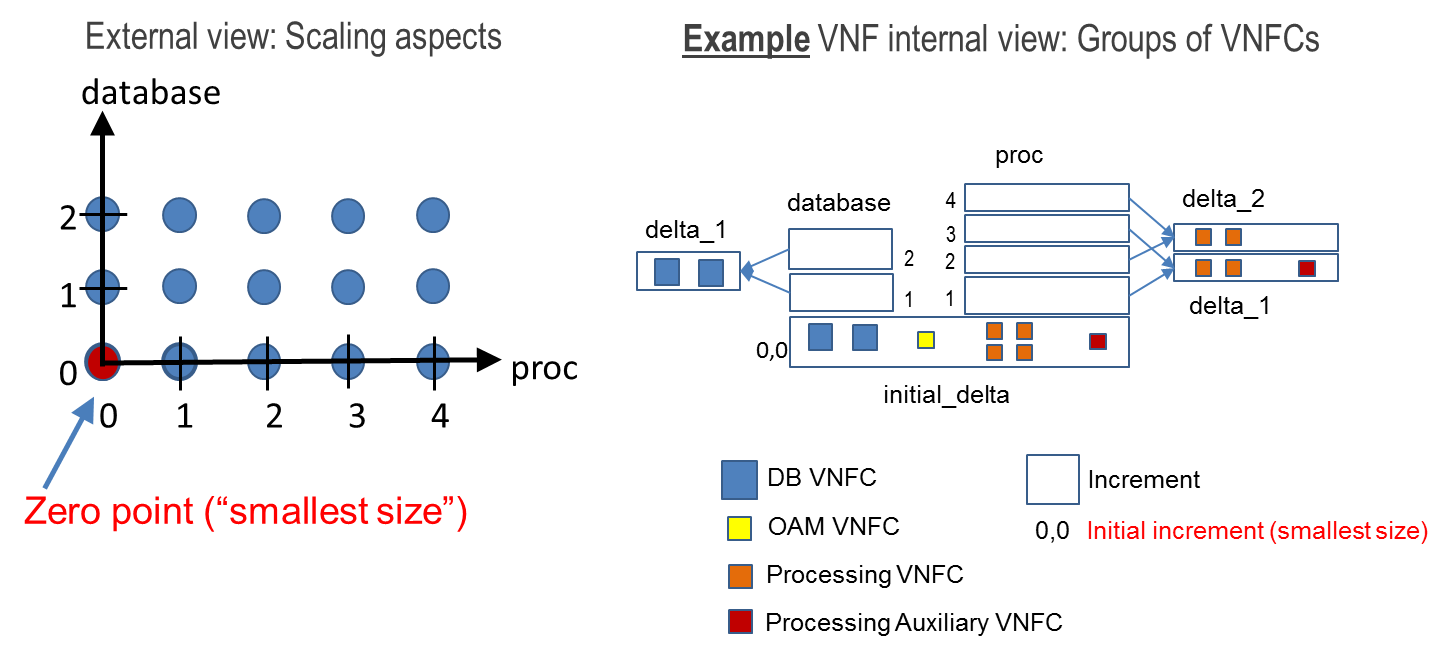 External view: Scaling aspects
database
2
1
0
0
1
2
3
4
proc
Zero point (“smallest size”)
Example VNF internal view: Groups of VNFCs
proc
database
delta_1
2
1
4
3
2
1
delta_2
delta_1
0,0
initial_delta
DB VNFC
OAM VNFC
Processing VNFC
Processing Auxiliary VNFC
Increment
0,0 Initial increment (smallest size)